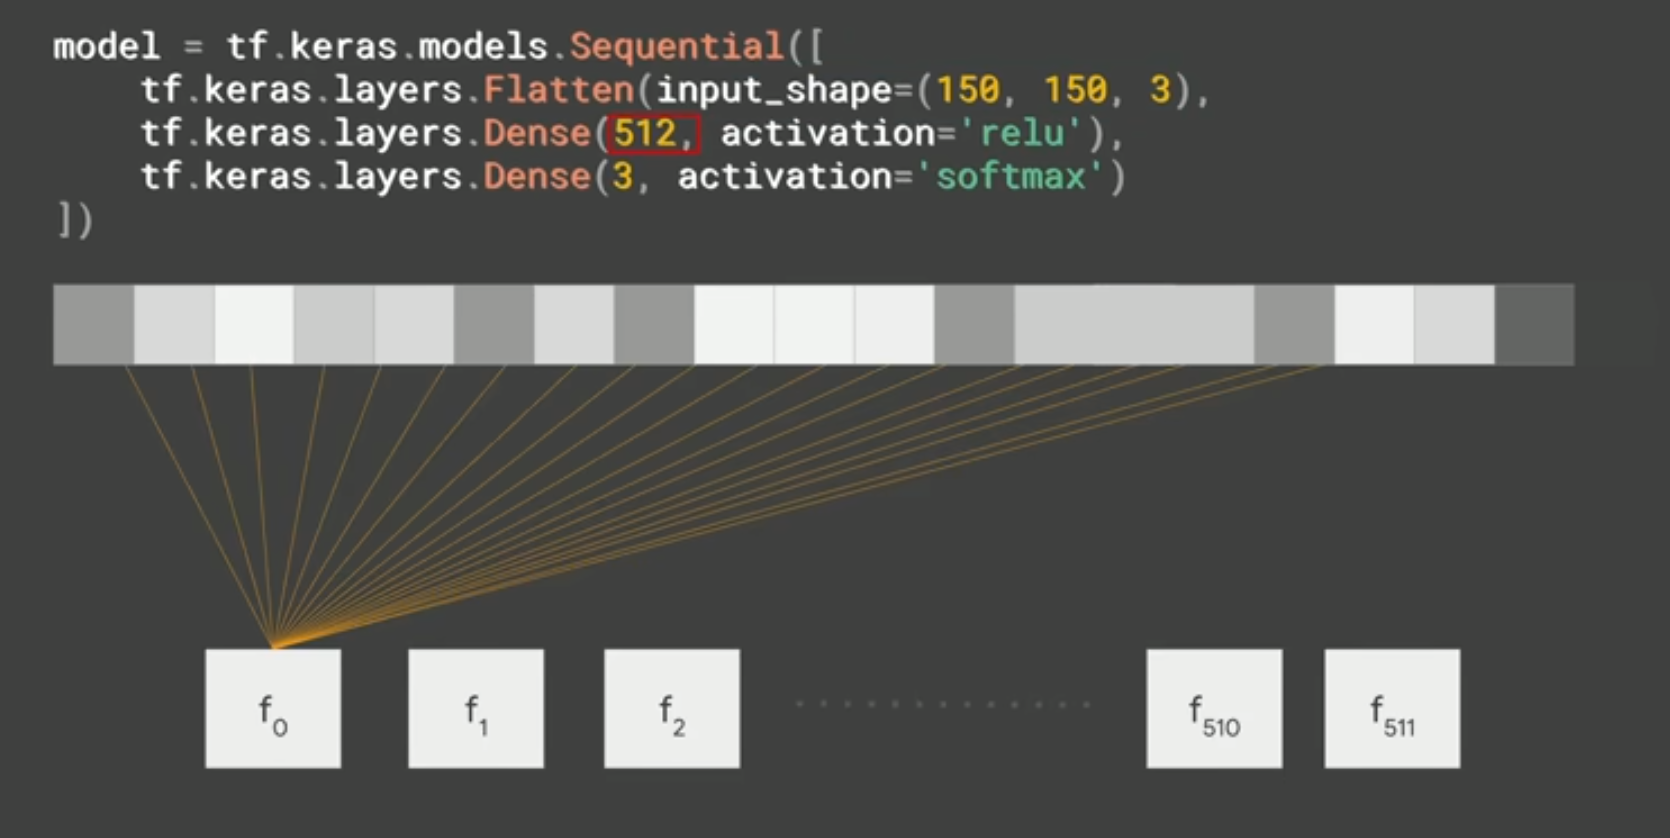 model = tf.keras.models.Sequential([
    tf.keras.layers.Flatten(input_shape=(150, 150, 3),
    tf.keras.layers.Dense(512, activation='relu'),
    tf.keras.layers.Dense(3, activation='softmax')
])
f0 f1 f2 ............. f510 f511